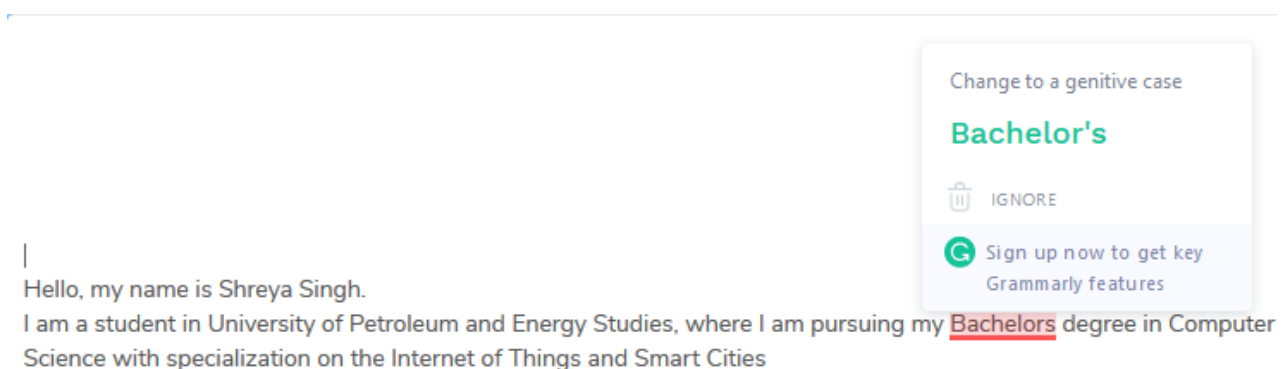 Change to a genitive case
Bachelor's
IGNORE
Sign up now to get key
Grammarly features
Hello, my name is Shreya Singh.
I am a student in University of Petroleum and Energy Studies, where I am pursuing my Bachelors degree in Computer
Science with specialization on the Internet of Things and Smart Cities